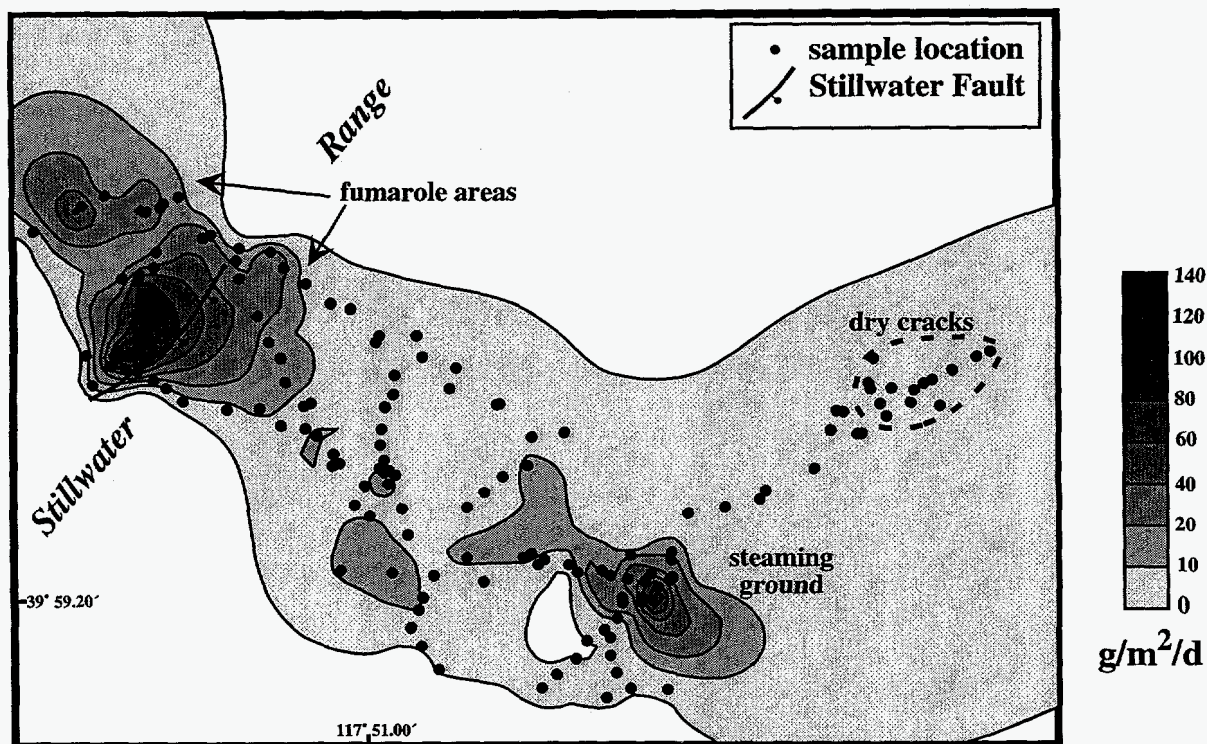 sample location
Stillwater Fault
Range
fumarole areas
Stillwater
dry cracks
steaming
ground
39° 59.20´
117° 51.00´
140
120
100
80
60
40
20
10
0
g/m²/d